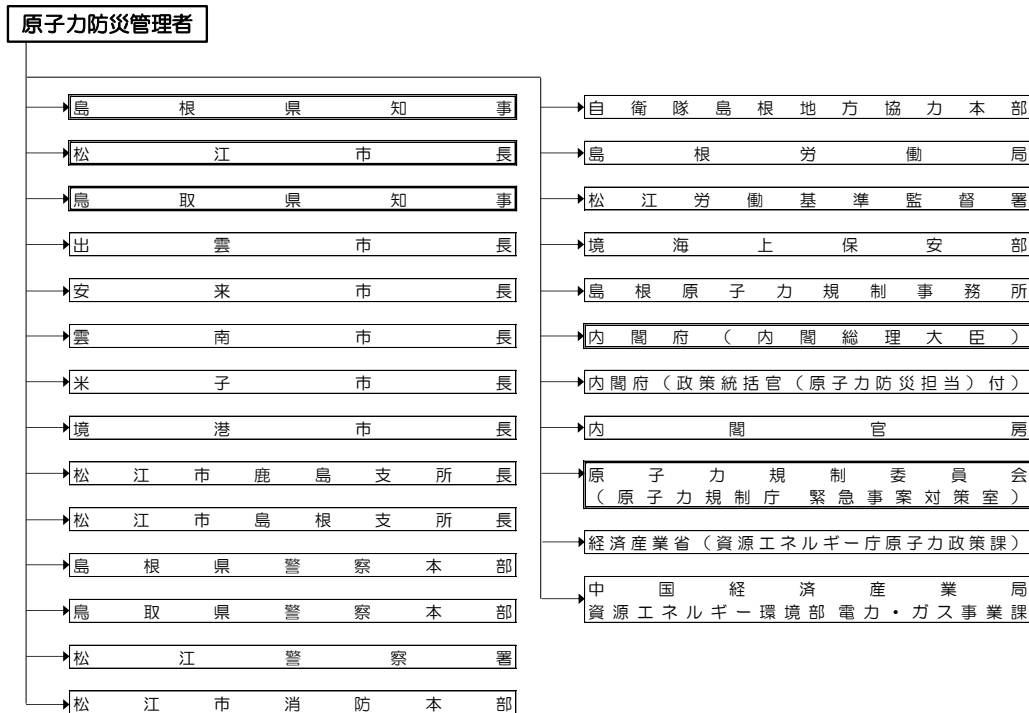 原子力防災管理者
島根県知事
松江市長
鳥取県知事
出雲市長
安来市長
雲南市長
米子市長
境港市長
松江市鹿島支所長
松江市島根支所長
島根県警察本部
鳥取県警察本部
松江警察署
松江市消防本部
自衛隊島根地方協力本部
島根労働局
松江労働基準監督署
境海上保安部
島根原子力規制事務所
内閣府(内閣総理大臣)
内閣府(政策統括官(原子力防災担当)付)
内閣官房
原子力規制委員会
(原子力規制庁 緊急事案対策室)
経済産業省(資源エネルギー庁原子力政策課)
中国経済産業局
資源エネルギー環境部 電力・ガス事業課